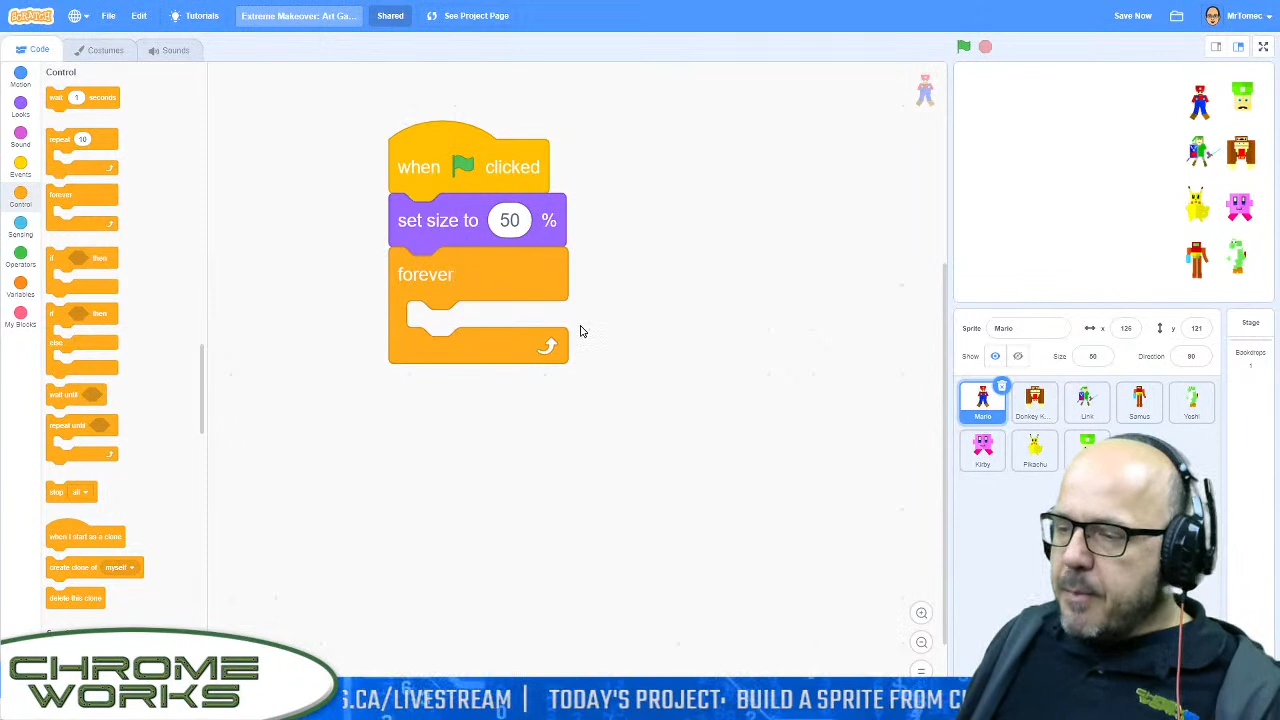 SCRATCH
File
Edit
Tutorials
Extreme Makeover: Art Ga...
Shared
See Project Page
Save Now
MrTomec
Code
Costumes
Sounds
Motion
Looks
Sound
Events
Control
Sensing
Operators
Variables
My Blocks
Control
wait 1 seconds
repeat 10
forever
if then
if then
else
wait until
repeat until
stop all
when I start as a clone
create clone of myself
delete this clone
when clicked
set size to 50 %
forever
Sprite Mario x 126 y 121
Show Size 50 Direction 90
Stage
Backdrops
1
Mario
Donkey K...
Link
Samus
Yoshi
Kirby
Pikachu
CHROME
WORKS
S.CA/LIVESTREAM | TODAY'S PROJECT: BUILD A SPRITE FROM